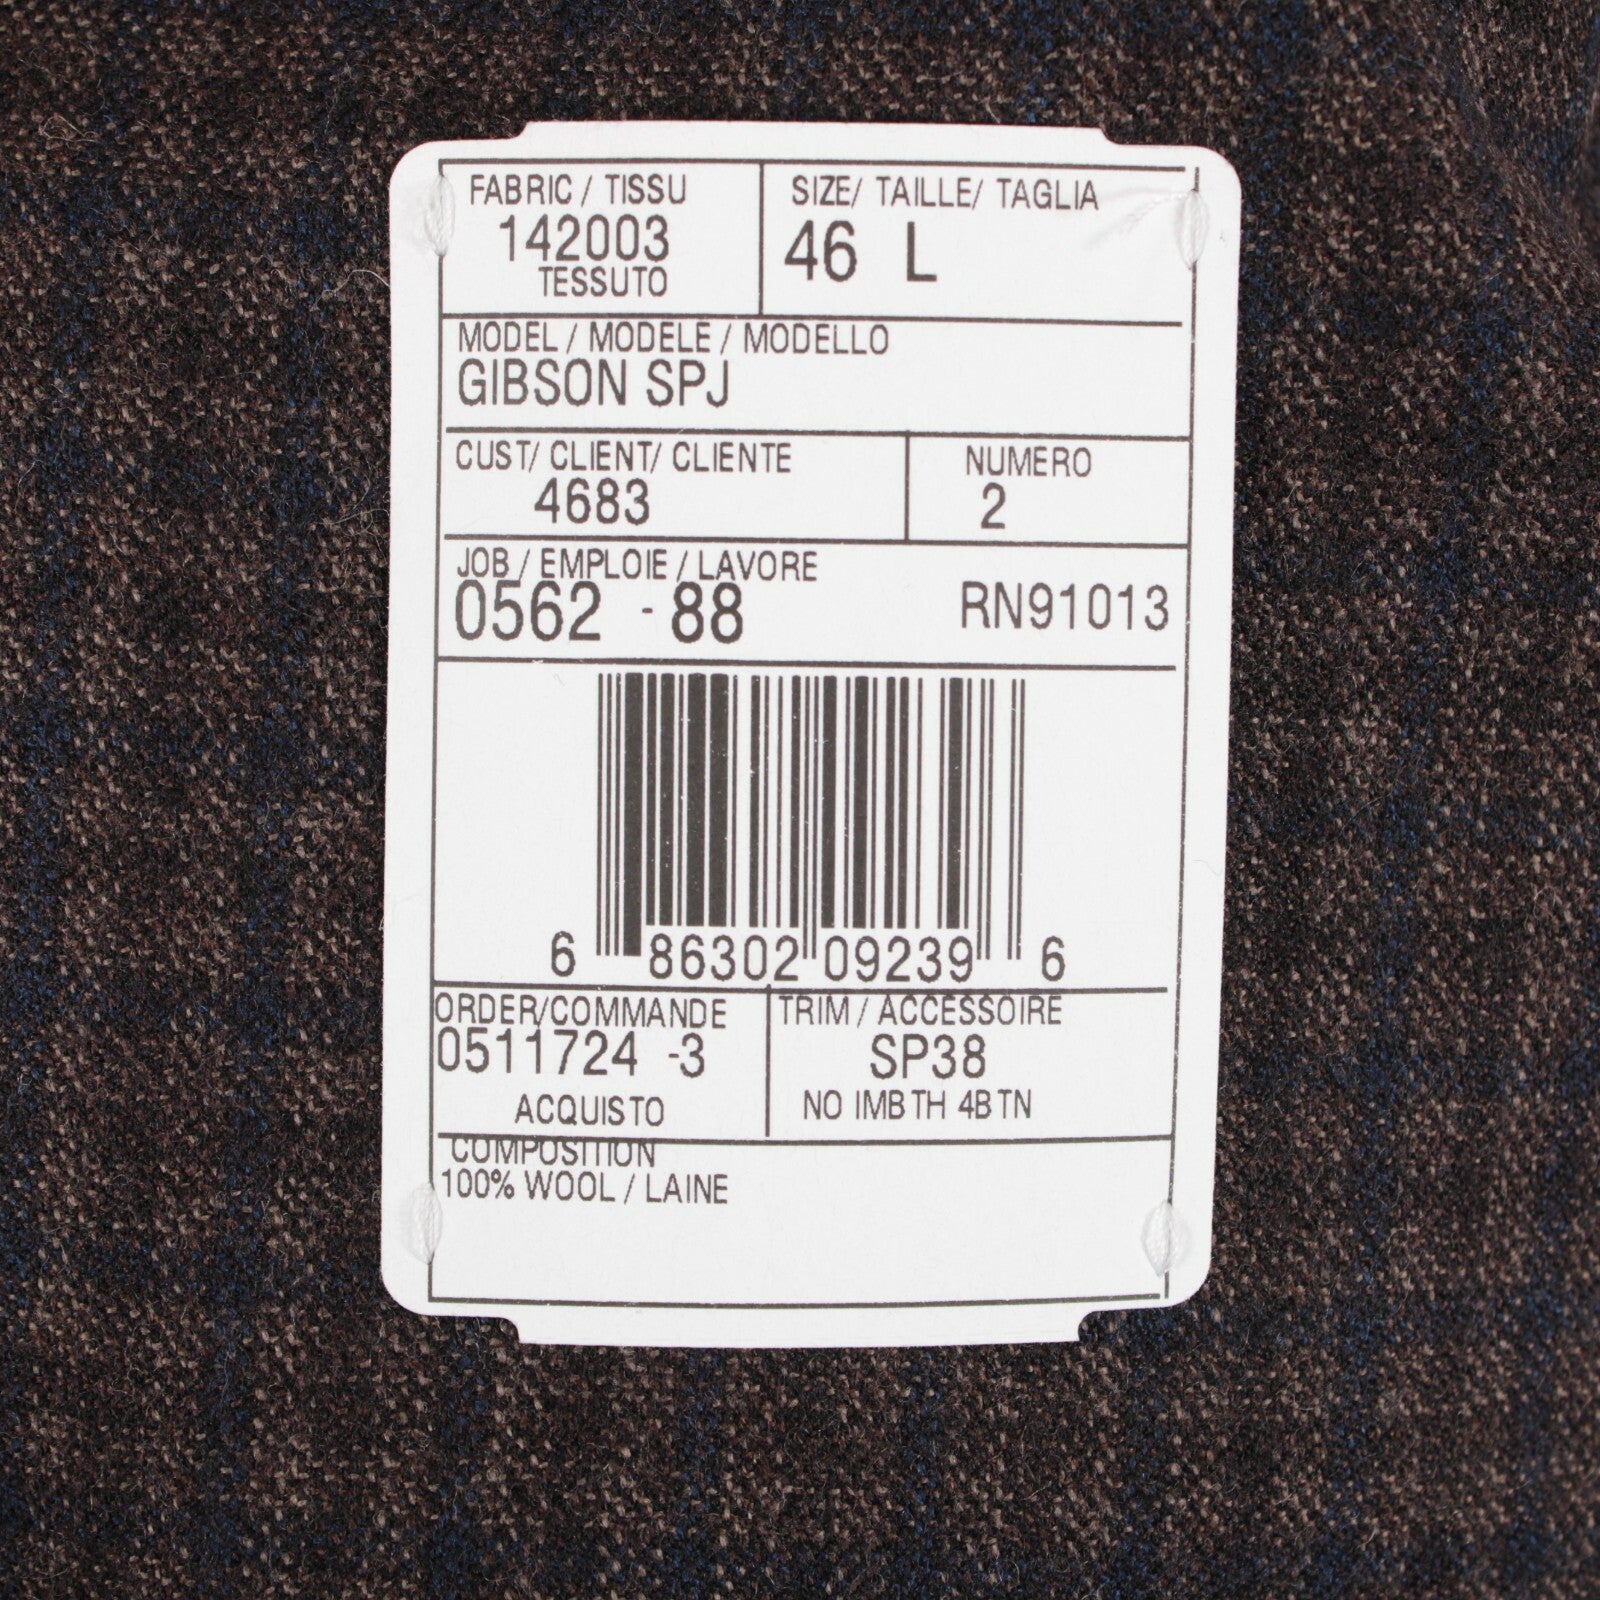 FABRIC / TISSU
142003
TESSUTO
SIZE/ TAILLE/ TAGLIA
46 L
MODEL / MODELE / MODELLO
GIBSON SPJ
CUST/ CLIENT/ CLIENTE
4683
NUMERO
2
JOB / EMPLOIE / LAVORE
0562 - 88
RN91013
6 86302 09239 6
ORDER/COMMANDE
0511724 -3
ACQUISTO
TRIM / ACCESSOIRE
SP38
NO IMBTH 4BTN
COMPOSITION
100% WOOL / LAINE